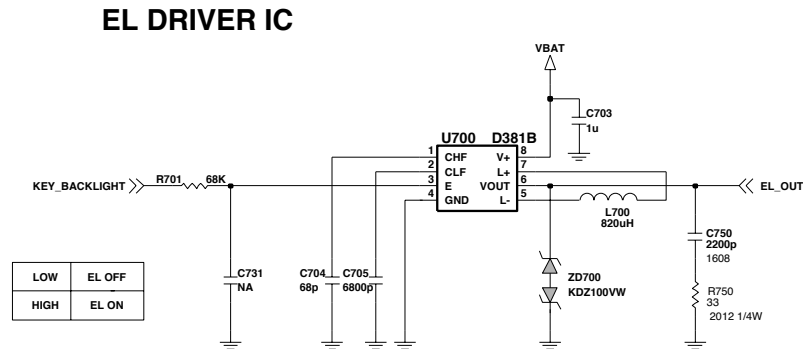 EL DRIVER IC
VBAT
C703
1u
U700 D381B
1 CHF V+ 8
2 CLF L+ 7
3 E VOUT 6
4 GND L- 5
KEY_BACKLIGHT
R701 68K
EL_OUT
L700
820uH
C750
2200p
1608
C731
NA
C704
68p
C705
6800p
ZD700
KDZ100VW
R750
33
2012 1/4W
LOW EL OFF
HIGH EL ON